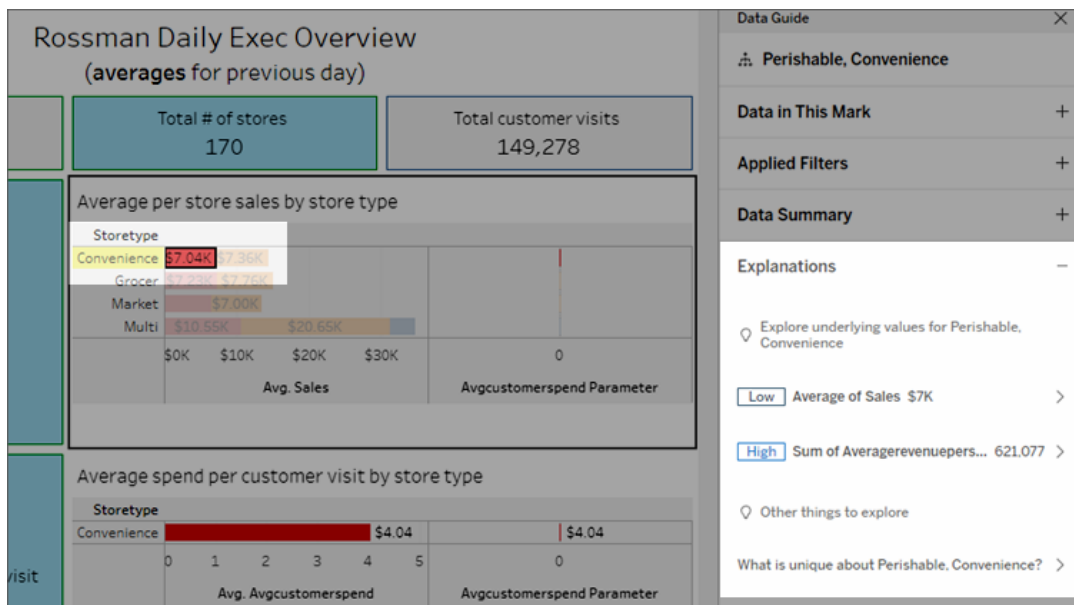 Rossman Daily Exec Overview
(averages for previous day)
Total # of stores
170
Total customer visits
149,278
Average per store sales by store type
Storetype
Convenience $7.04K $7.36K
Grocer $7.23K $7.76K
Market $7.00K
Multi $10.55K $20.65K
$0K $10K $20K $30K 0
Avg. Sales Avgcustomerspend Parameter
Average spend per customer visit by store type
Storetype
Convenience $4.04 $4.04
0 1 2 3 4 5 0
Avg. Avgcustomerspend Avgcustomerspend Parameter
visit
Data Guide
Perishable, Convenience
Data in This Mark
Applied Filters
Data Summary
Explanations
Explore underlying values for Perishable,
Convenience
Low Average of Sales $7K
High Sum of Averagerevenuepers... 621,077
Other things to explore
What is unique about Perishable, Convenience?